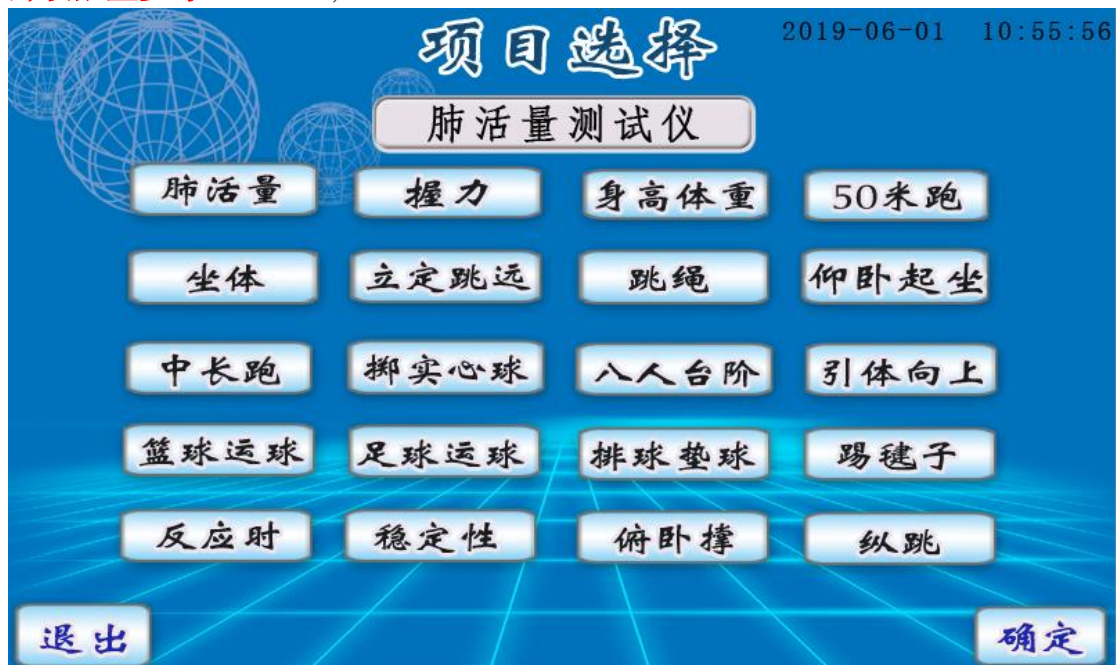 项目选择 2019-06-01 10:55:56
肺活量测试仪
肺活量 握力 身高体重 50米跑
坐体 立定跳远 跳绳 仰卧起坐
中长跑 掷实心球 八人台阶 引体向上
篮球运球 足球运球 排球垫球 踢毽子
反应时 稳定性 俯卧撑 纵跳
退出 确定